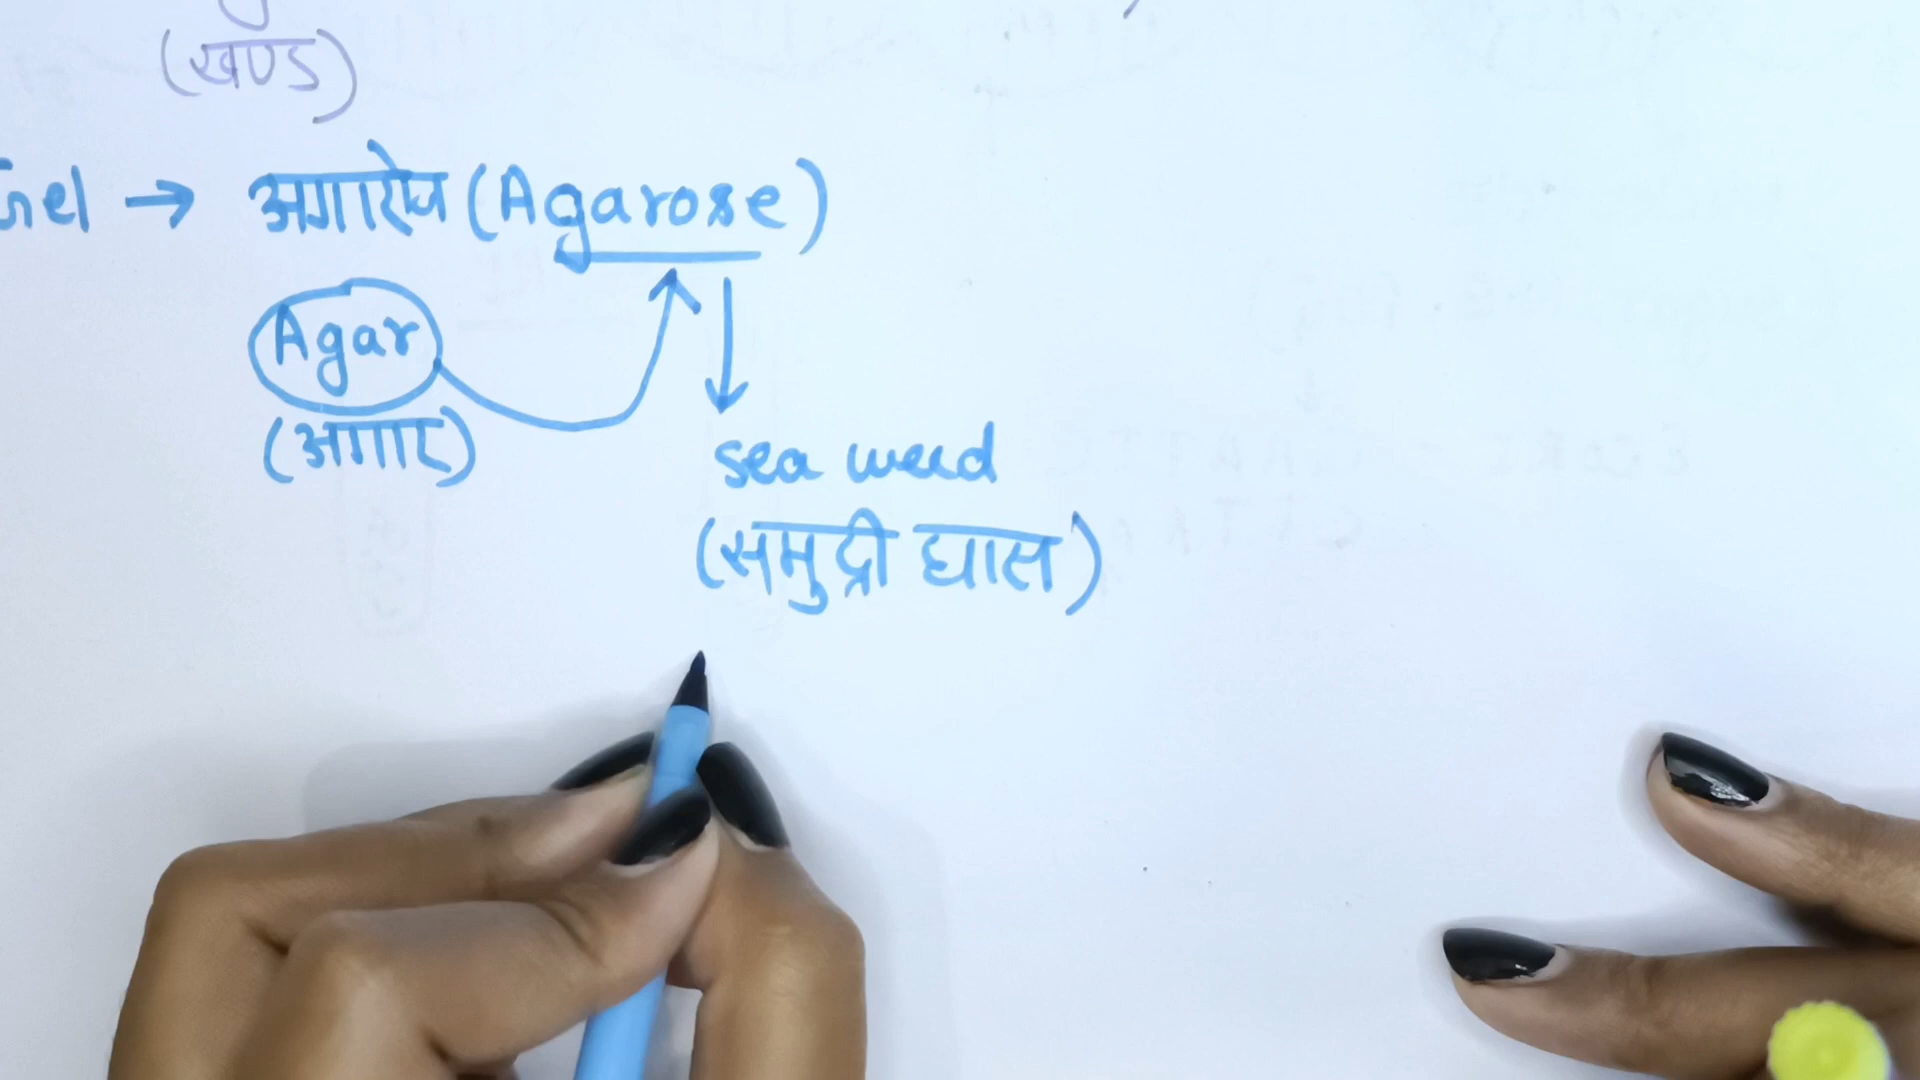 (खण्ड)
Gel → अगारोज (Agarose)
Agar
(अगार)
sea weed
(समुद्री घास)